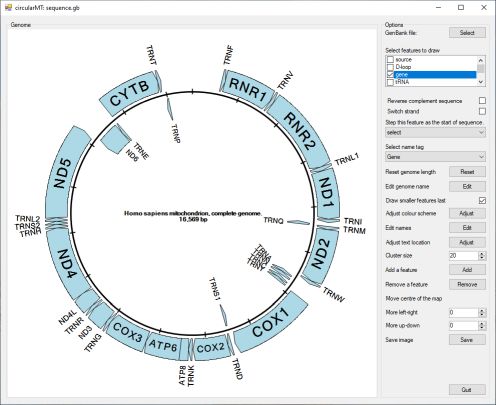 circularMT: sequence.gb
Genome
TRNT
TRNF
TRNV
CYTB
RNR1
RNR2
TRNP
TRNE
ND6
TRNL1
ND5
ND1
Homo sapiens mitochondrion, complete genome.
16,569 bp
TRNQ
TRNI
TRNM
TRNL2
TRNS2
TRNH
ND2
TRNA
TRNY
ND4
TRNS1
TRNW
ND4L
TRNR
ND3
TRNG
COX3
ATP6
COX2
COX1
ATP8
TRNK
TRND
Options
GenBank file:
Select
Select features to draw
source
D-loop
gene
tRNA
Reverse complement sequence
Switch strand
Step this feature as the start of sequence
select
Select name tag
Gene
Reset genome length
Reset
Edit genome name
Edit
Draw smaller features last
Adjust colour scheme
Adjust
Edit names
Edit
Adjust text location
Adjust
Cluster size
20
Add a feature
Add
Remove a feature
Remove
Move centre of the map
More left-right
0
More up-down
0
Save image
Save
Quit